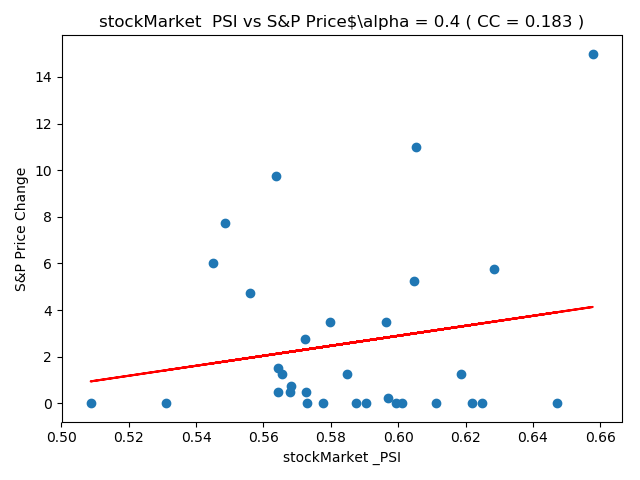 stockMarket  PSI vs S&P Price$\alpha = 0.4 ( CC = 0.183 )
S&P Price Change
14
12
10
8
6
4
2
0
0.50 0.52 0.54 0.56 0.58 0.60 0.62 0.64 0.66
stockMarket _PSI